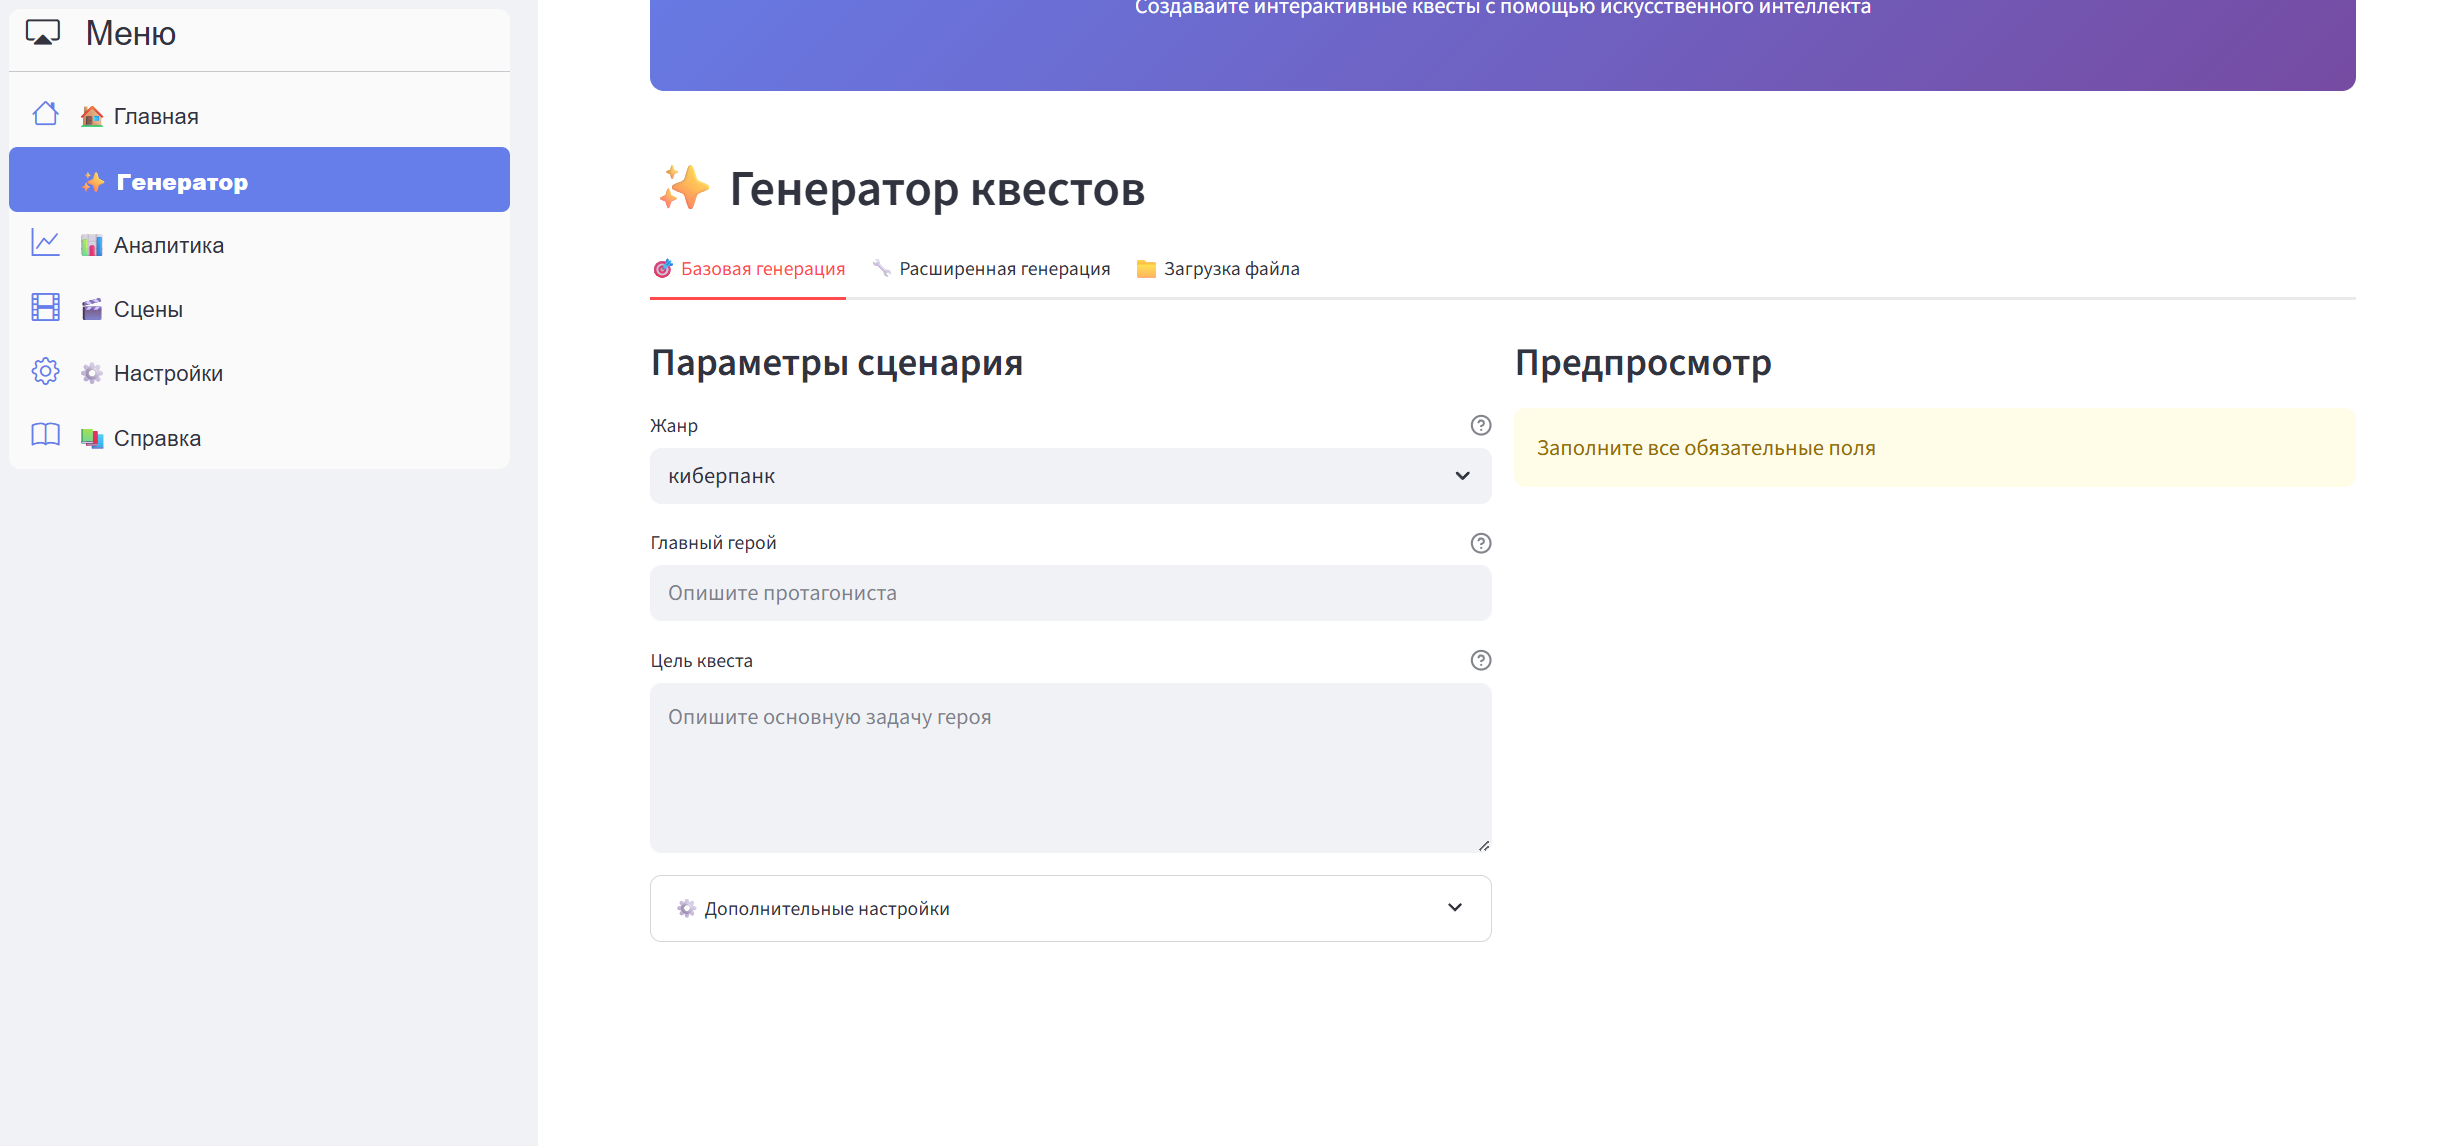 Меню
Главная
Генератор
Аналитика
Сцены
Настройки
Справка
Создавайте интерактивные квесты с помощью искусственного интеллекта
Генератор квестов
Базовая генерация
Расширенная генерация
Загрузка файла
Параметры сценария
Жанр
киберпанк
Главный герой
Опишите протагониста
Цель квеста
Опишите основную задачу героя
Дополнительные настройки
Предпросмотр
Заполните все обязательные поля